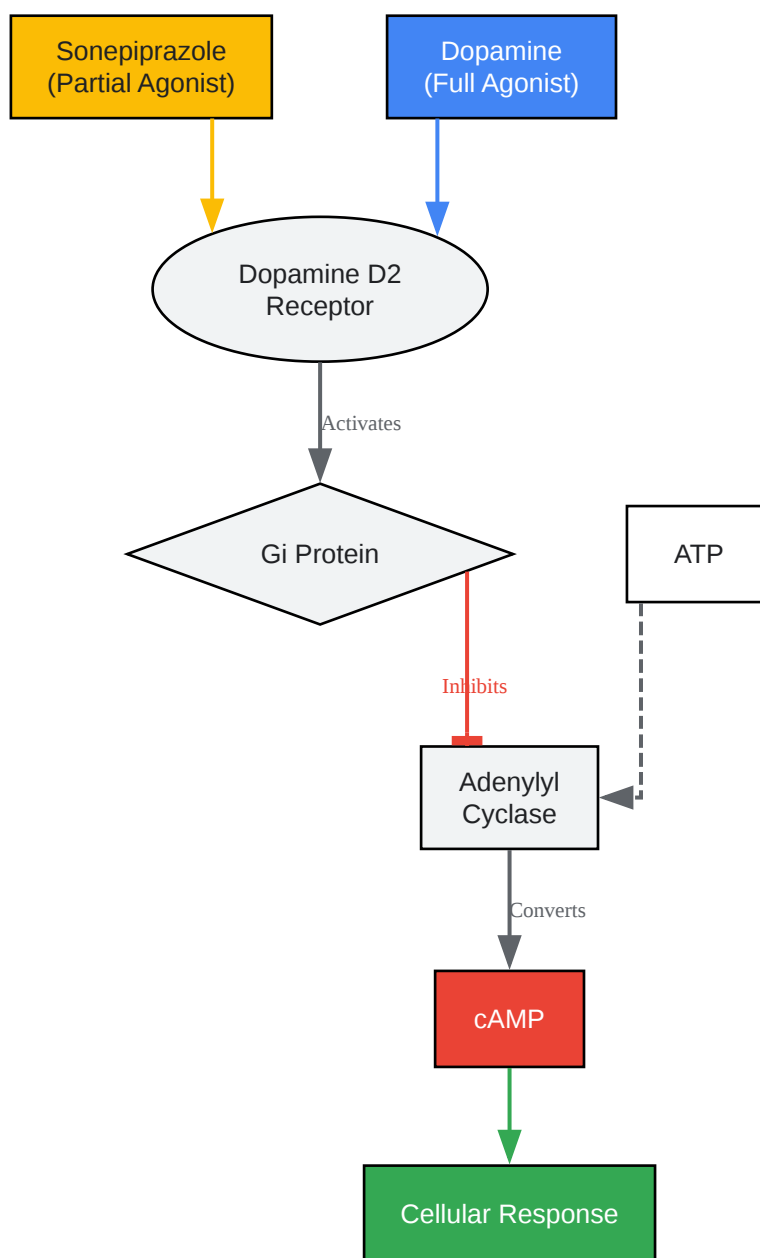 Sonepiprazole
(Partial Agonist)
Dopamine
(Full Agonist)
Dopamine D2
Receptor
Activates
Gi Protein
ATP
Inhibits
Adenylyl
Cyclase
Converts
cAMP
Cellular Response